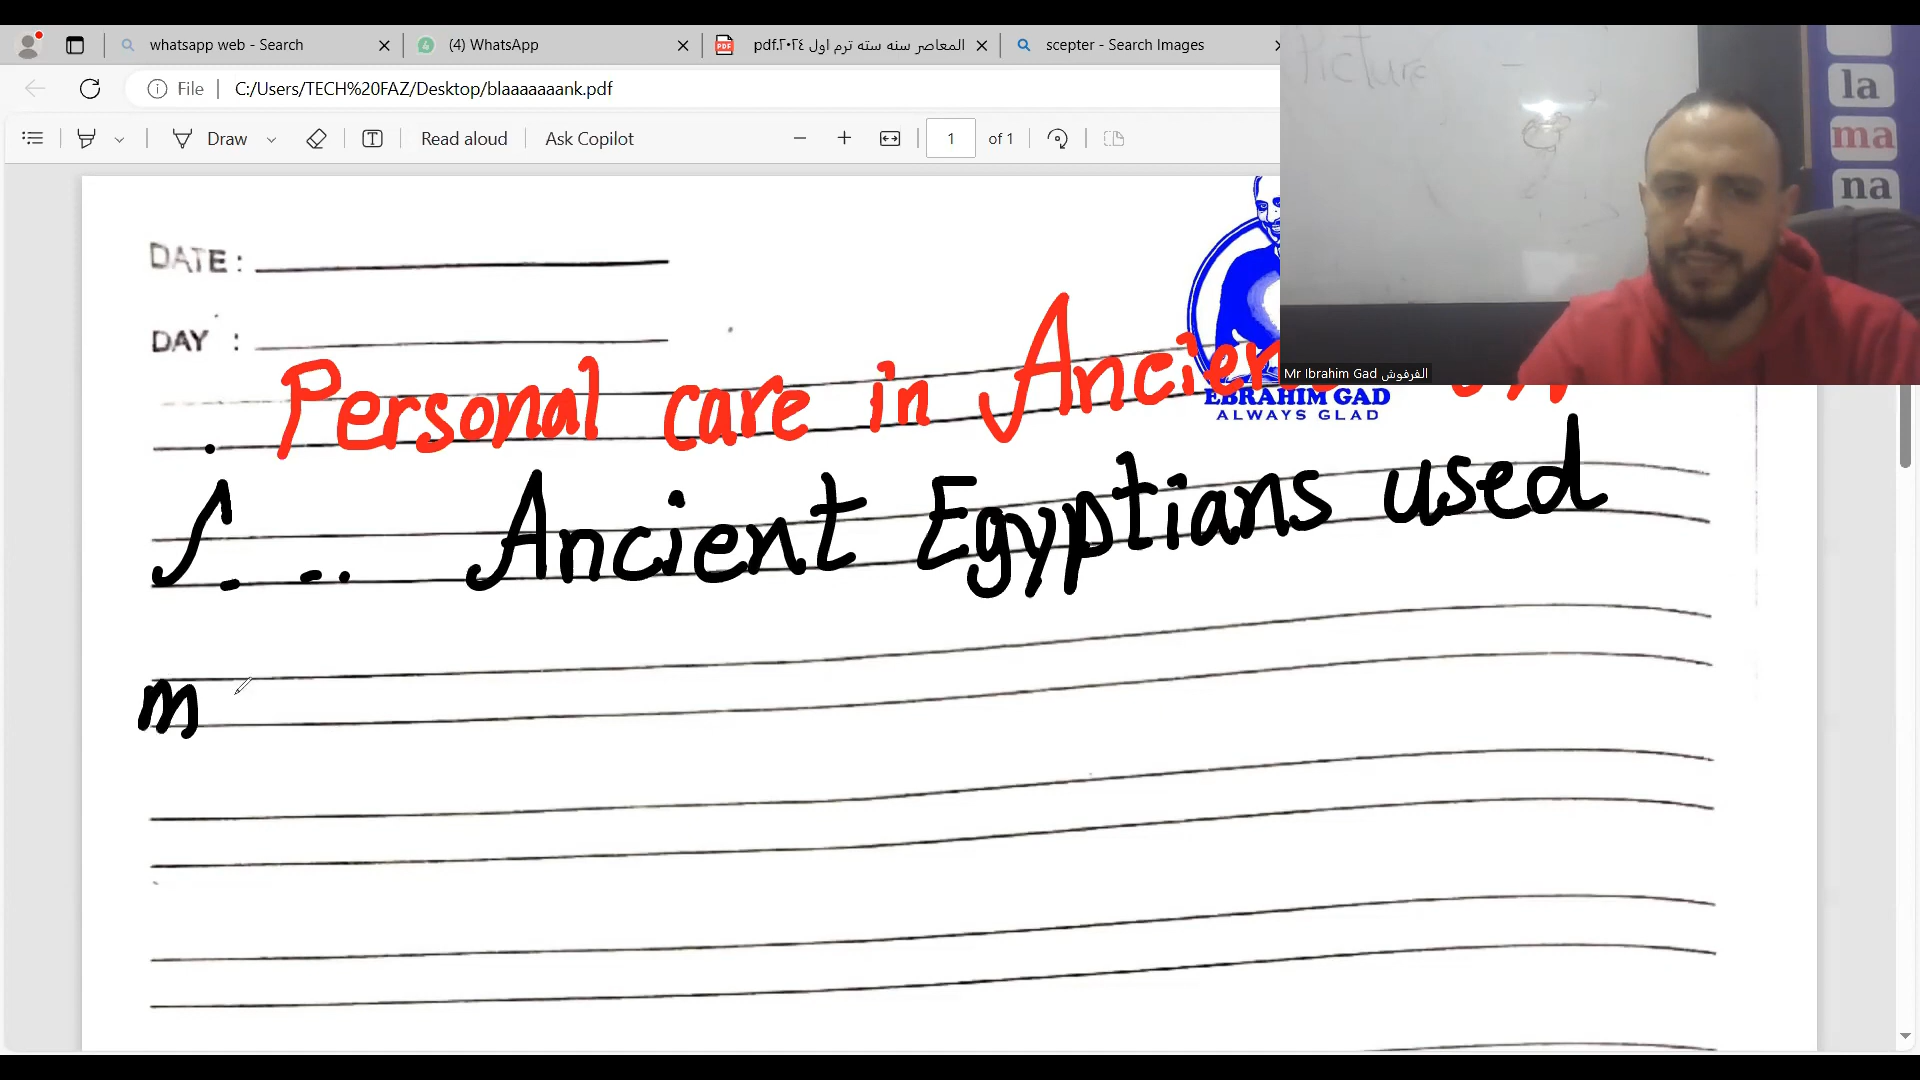 whatsapp web - Search
(4) WhatsApp
المعاصر سنه سته ترم اول ٢٠٢٤.pdf
scepter - Search Images
File
C:/Users/TECH%20FAZ/Desktop/blaaaaaaank.pdf
Draw
Read aloud
Ask Copilot
1
of 1
Picture
la
ma
na
Mr Ibrahim Gad الفرفوش
DATE :
DAY :
Personal care in Ancient
EBRAHIM GAD
ALWAYS GLAD
Ancient Egyptians used
m